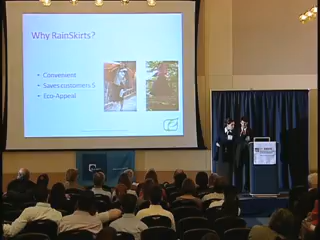 Why RainSkirts?
• Convenient
• Saves customers $
• Eco-Appeal